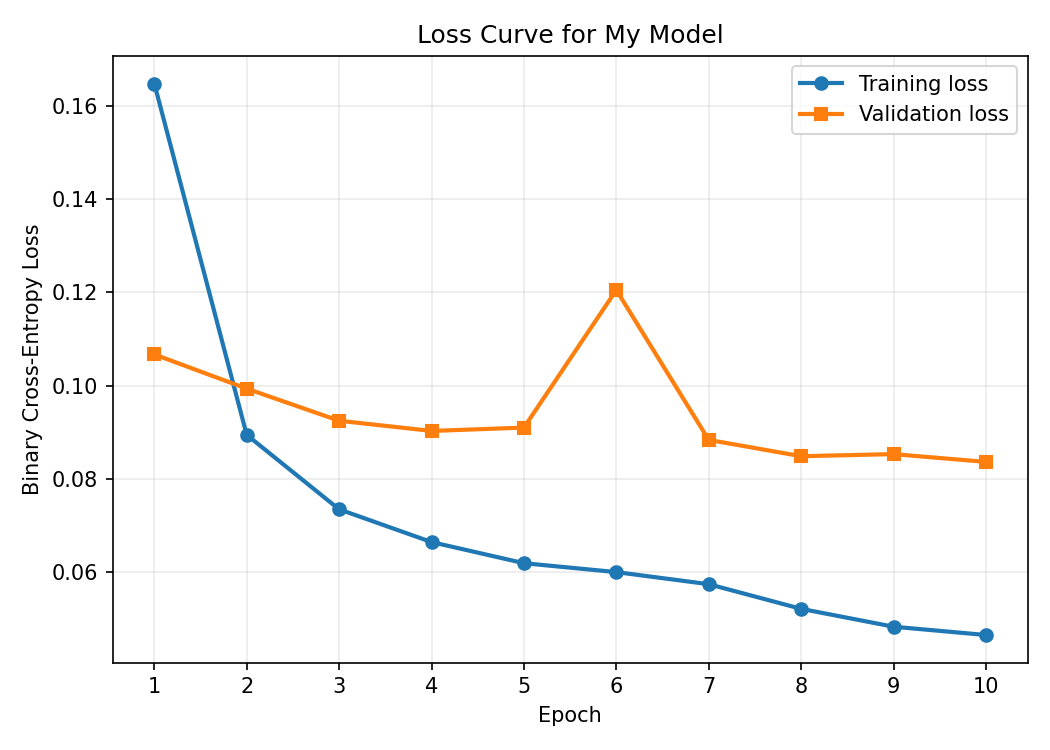 Loss Curve for My Model
Training loss
Validation loss
Binary Cross-Entropy Loss
0.16
0.14
0.12
0.10
0.08
0.06
1 2 3 4 5 6 7 8 9 10
Epoch